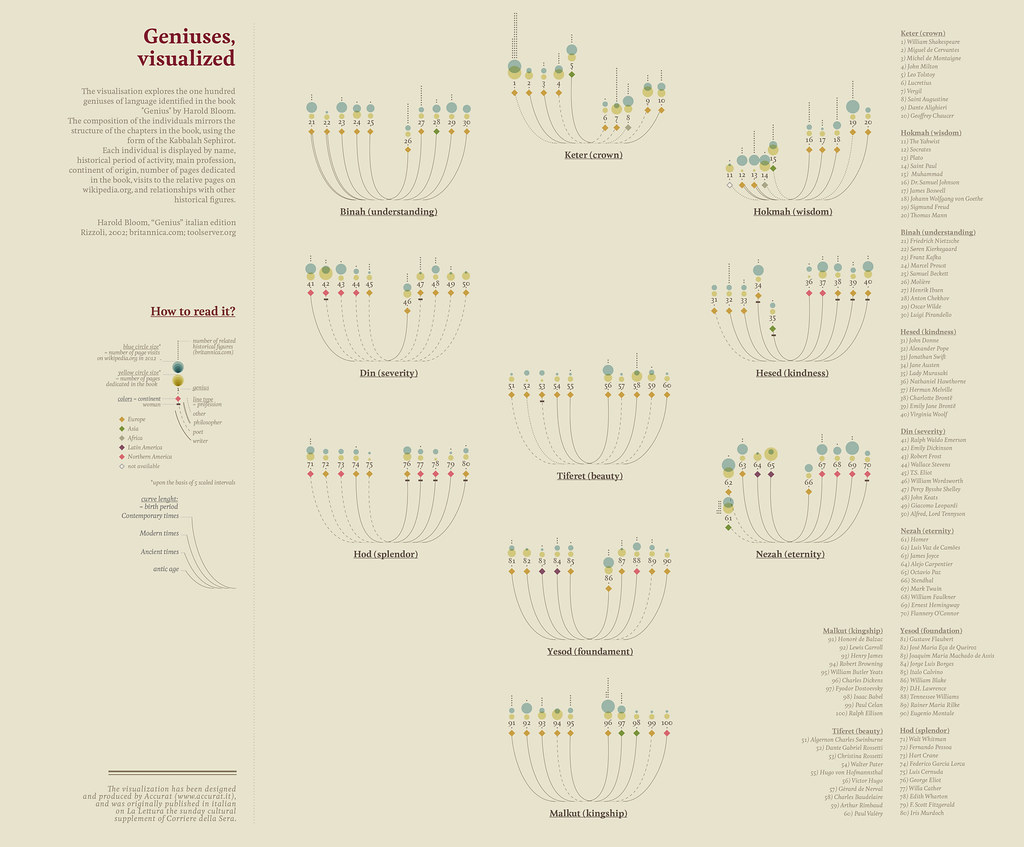 Geniuses,
visualized
The visualisation explores the one hundred
geniuses of language identified in the book
"Genius" by Harold Bloom.
The composition of the individuals mirrors the
structure of the chapters in the book, using the
form of the Kabbalah Sephirot.
Each individual is displayed by name,
historical period of activity, main profession,
continent of origin, number of pages dedicated
in the book, visits to the relative pages on
wikipedia.org, and relationships with other
historical figures.
Harold Bloom, "Genius" italian edition
Rizzoli, 2002; britannica.com; toolserver.org
How to read it?
blue circle size*
= number of page visits
on wikipedia.org in 2012
yellow circle size*
= number of pages
dedicated in the book
colors = continent
woman
number of related
historical figures
(britannica.com)
genius
line type
= profession
other
philosopher
poet
writer
Europe
Asia
Africa
Latin America
Northern America
not available
*upon the basis of 5 scaled intervals
curve lenght:
= birth period
Contemporary times
Modern times
Ancient times
antic age
The visualization has been designed
and produced by Accurat (www.accurat.it),
and was originally published in italian
on La Lettura the sunday cultural
supplement of Corriere della Sera.
1 2 3 4 5 6 7 8 9 10
Keter (crown)
21 22 23 24 25 26 27 28 29 30
Binah (understanding)
11 12 13 14 15 16 17 18 19 20
Hokmah (wisdom)
41 42 43 44 45 46 47 48 49 50
Din (severity)
31 32 33 34 35 36 37 38 39 40
Hesed (kindness)
51 52 53 54 55 56 57 58 59 60
Tiferet (beauty)
71 72 73 74 75 76 77 78 79 80
Hod (splendor)
61 62 63 64 65 66 67 68 69 70
Nezah (eternity)
81 82 83 84 85 86 87 88 89 90
Yesod (foundament)
91 92 93 94 95 96 97 98 99 100
Malkut (kingship)
Keter (crown)
1) William Shakespeare
2) Miguel de Cervantes
3) Michel de Montaigne
4) John Milton
5) Leo Tolstoy
6) Lucretius
7) Vergil
8) Saint Augustine
9) Dante Alighieri
10) Geoffrey Chaucer
Hokmah (wisdom)
11) The Yahwist
12) Socrates
13) Plato
14) Saint Paul
15) Muhammad
16) Dr. Samuel Johnson
17) James Boswell
18) Johann Wolfgang von Goethe
19) Sigmund Freud
20) Thomas Mann
Binah (understanding)
21) Friedrich Nietzsche
22) Søren Kierkegaard
23) Franz Kafka
24) Marcel Proust
25) Samuel Beckett
26) Molière
27) Henrik Ibsen
28) Anton Chekhov
29) Oscar Wilde
30) Luigi Pirandello
Hesed (kindness)
31) John Donne
32) Alexander Pope
33) Jonathan Swift
34) Jane Austen
35) Lady Murasaki
36) Nathaniel Hawthorne
37) Herman Melville
38) Charlotte Brontë
39) Emily Jane Brontë
40) Virginia Woolf
Din (severity)
41) Ralph Waldo Emerson
42) Emily Dickinson
43) Robert Frost
44) Wallace Stevens
45) T.S. Eliot
46) William Wordsworth
47) Percy Bysshe Shelley
48) John Keats
49) Giacomo Leopardi
50) Alfred, Lord Tennyson
Nezah (eternity)
61) Homer
62) Luis Vaz de Camões
63) James Joyce
64) Alejo Carpentier
65) Octavio Paz
66) Stendhal
67) Mark Twain
68) William Faulkner
69) Ernest Hemingway
70) Flannery O'Connor
Malkut (kingship)
91) Honoré de Balzac
92) Lewis Carroll
93) Henry James
94) Robert Browning
95) William Butler Yeats
96) Charles Dickens
97) Fyodor Dostoevsky
98) Isaac Babel
99) Paul Celan
100) Ralph Ellison
Yesod (foundation)
81) Gustave Flaubert
82) José Maria Eça de Queiros
83) Joaquim Maria Machado de Assis
84) Jorge Luis Borges
85) Italo Calvino
86) William Blake
87) D.H. Lawrence
88) Tennessee Williams
89) Rainer Maria Rilke
90) Eugenio Montale
Tiferet (beauty)
51) Algernon Charles Swinburne
52) Dante Gabriel Rossetti
53) Christina Rossetti
54) Walter Pater
55) Hugo von Hofmannsthal
56) Victor Hugo
57) Gérard de Nerval
58) Charles Baudelaire
59) Arthur Rimbaud
60) Paul Valéry
Hod (splendor)
71) Walt Whitman
72) Fernando Pessoa
73) Hart Crane
74) Federico García Lorca
75) Luis Cernuda
76) George Eliot
77) Willa Cather
78) Edith Wharton
79) F. Scott Fitzgerald
80) Iris Murdoch